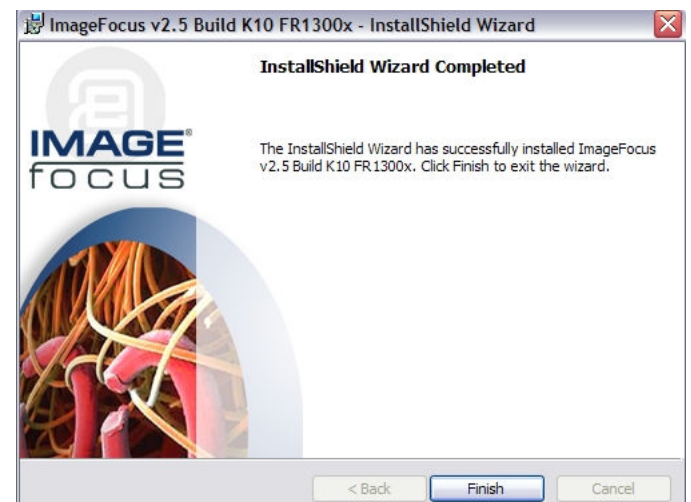 ImageFocus v2.5 Build K10 FR1300x - InstallShield Wizard
InstallShield Wizard Completed
IMAGE®
focus
The InstallShield Wizard has successfully installed ImageFocus
v2.5 Build K10 FR1300x. Click Finish to exit the wizard.
< Back
Finish
Cancel